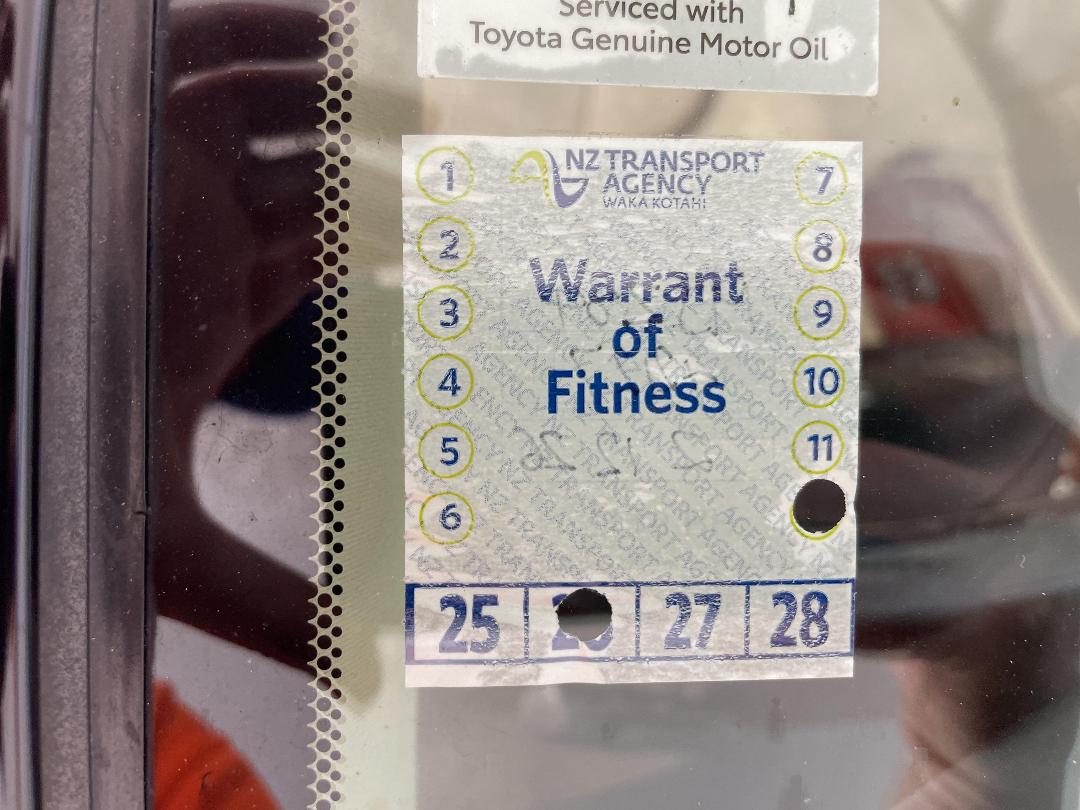 Serviced with
Toyota Genuine Motor Oil
NZ TRANSPORT
AGENCY
WAKA KOTAHI
1
2
3
4
5
6
7
8
9
10
11
Warrant
of
Fitness
25 27 28